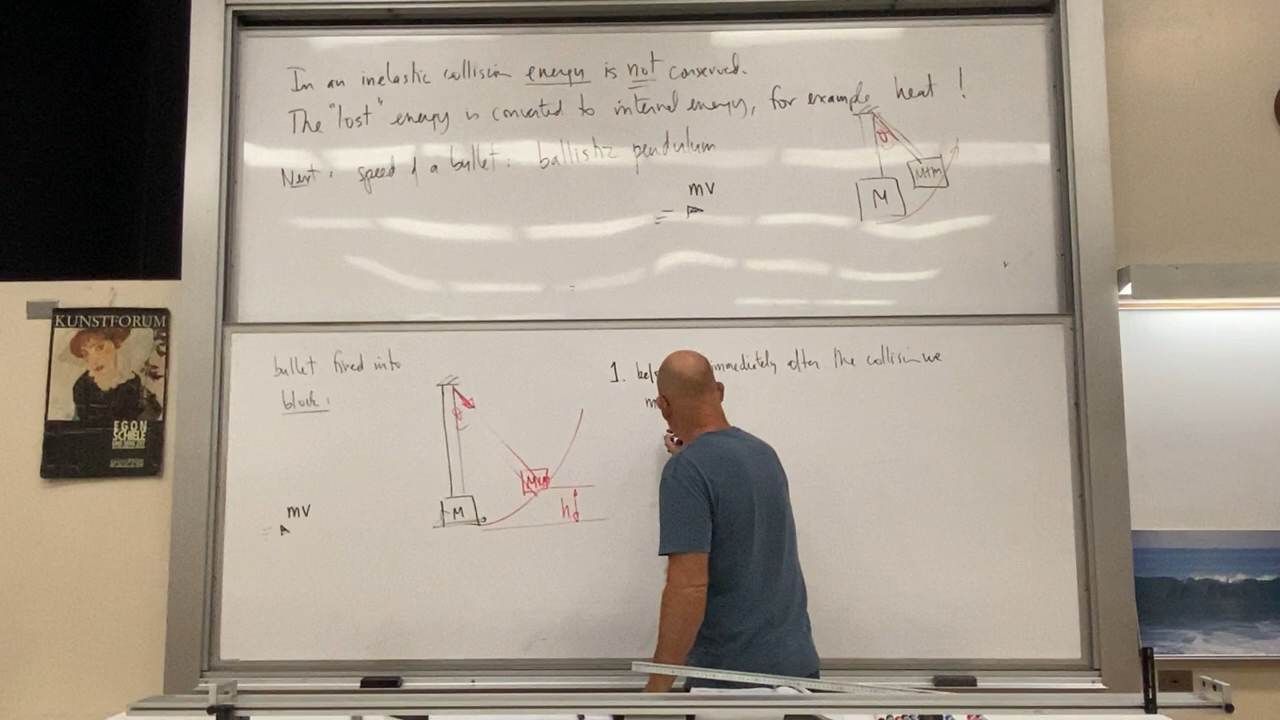 In an inelastic collision energy is not conserved.
The "lost" energy is converted to internal energy, for example heat !
Next: speed of a bullet: ballistic pendulum
mv
M
M+m
bullet fired into
block:
mv
M
M+m
h
1. immediately after the collision we
KUNSTFORUM
EGON
SCHIELE